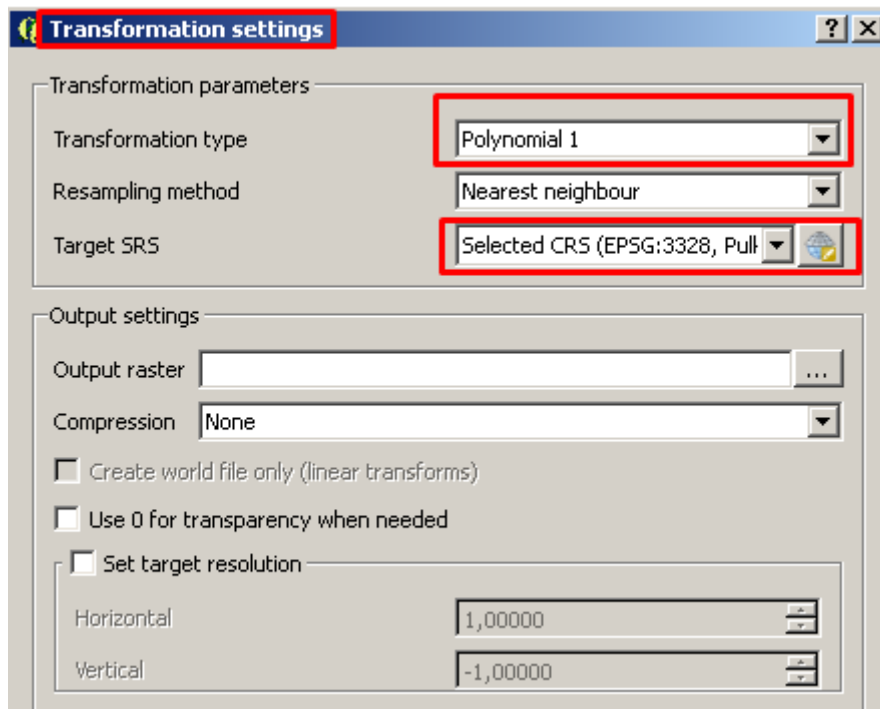 Transformation settings
Transformation parameters
Transformation type Polynomial 1
Resampling method Nearest neighbour
Target SRS Selected CRS (EPSG:3328, Pulk
Output settings
Output raster ...
Compression None
Create world file only (linear transforms)
Use 0 for transparency when needed
Set target resolution
Horizontal 1,00000
Vertical -1,00000